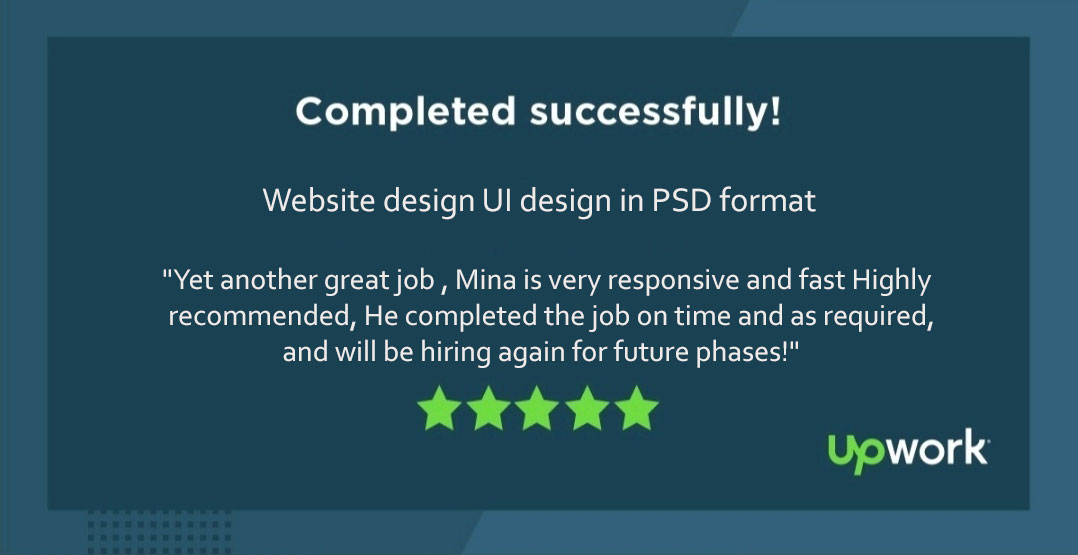 Completed successfully!
Website design UI design in PSD format
"Yet another great job , Mina is very responsive and fast Highly
recommended, He completed the job on time and as required,
and will be hiring again for future phases!"
upwork